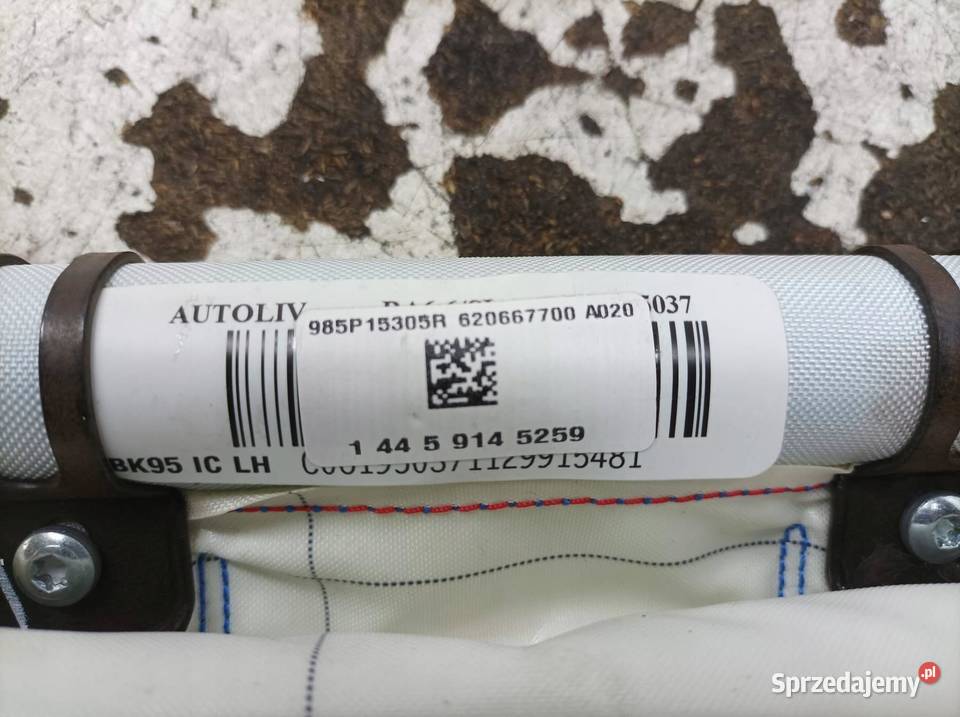 AUTOLIV 5037
985P15305R 620667700 A020
1 44 5 914 5259
BK95 IC LH
Sprzedajemy.pl